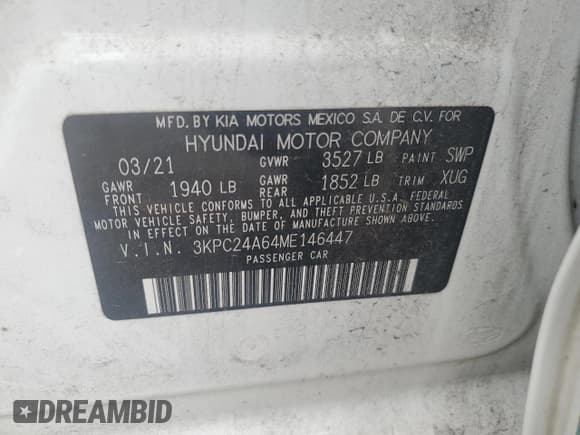 MFD. BY KIA MOTORS MEXICO S.A. DE C.V. FOR
HYUNDAI MOTOR COMPANY
03/21 GVWR 3527 LB PAINT SWP
GAWR FRONT 1940 LB GAWR REAR 1852 LB TRIM XUG
THIS VEHICLE CONFORMS TO ALL APPLICABLE U.S.A. FEDERAL
MOTOR VEHICLE SAFETY, BUMPER, AND THEFT PREVENTION STANDARDS
IN EFFECT ON THE DATE OF MANUFACTURE SHOWN ABOVE.
V.I.N. 3KPC24A64ME146447
PASSENGER CAR
DREAMBID